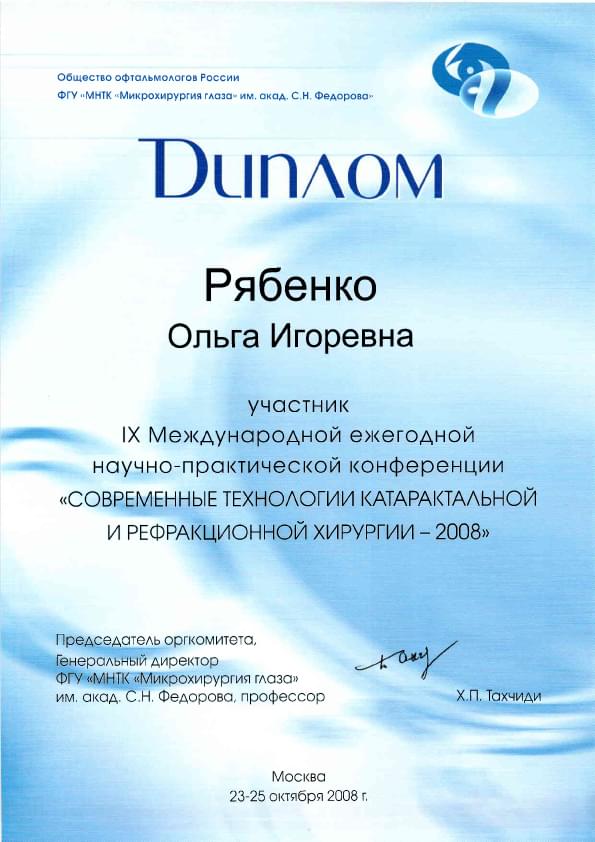 Общество офтальмологов России
ФГУ «МНТК «Микрохирургия глаза» им. акад. С.Н. Федорова»
Диплом
Рябенко
Ольга Игоревна
участник
IX Международной ежегодной
научно-практической конференции
«СОВРЕМЕННЫЕ ТЕХНОЛОГИИ КАТАРАКТАЛЬНОЙ
И РЕФРАКЦИОННОЙ ХИРУРГИИ – 2008»
Председатель оргкомитета,
Генеральный директор
ФГУ «МНТК «Микрохирургия глаза»
им. акад. С.Н. Федорова, профессор
Х.П. Тахчиди
Москва
23-25 октября 2008 г.